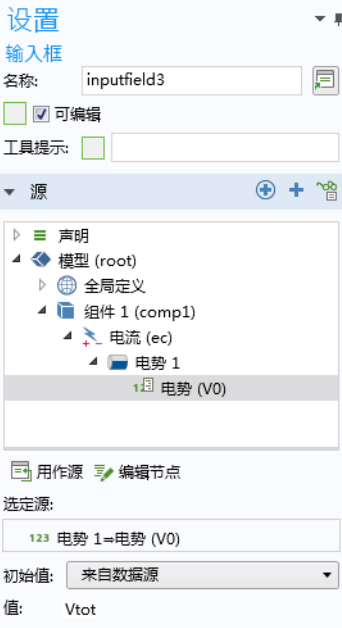 设置
输入框
名称: inputfield3
可编辑
工具提示:
源
声明
模型 (root)
全局定义
组件 1 (comp1)
电流 (ec)
电势 1
电势 (V0)
用作源 编辑节点
选定源:
123 电势 1⇒电势 (V0)
初始值: 来自数据源
值: Vtot